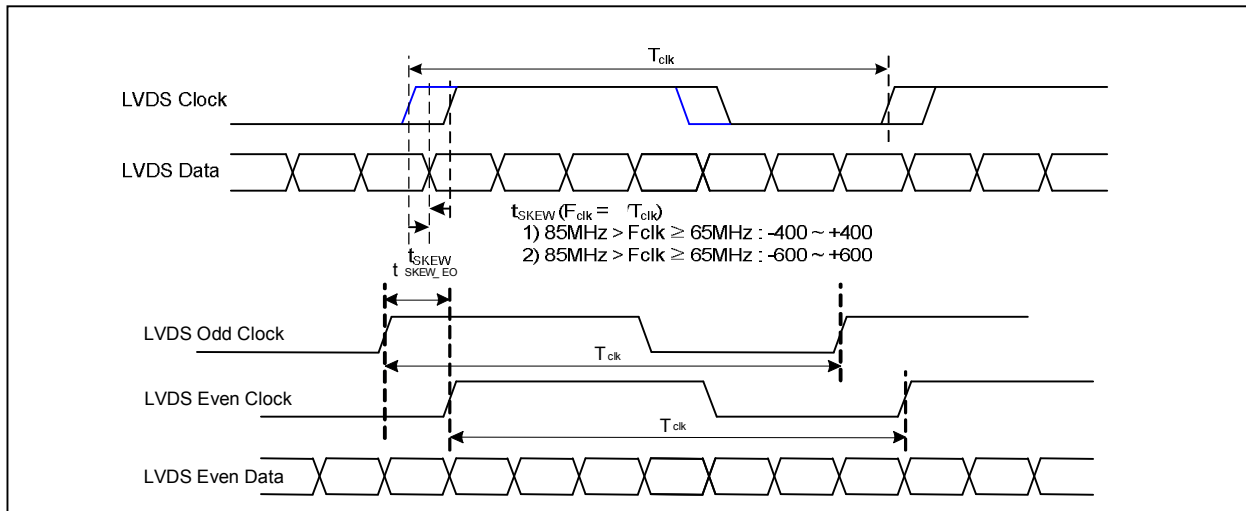 Tclk
LVDS Clock
LVDS Data
tSKEW (Fclk = /Tclk)
1) 85MHz > Fclk ≥ 65MHz : -400 ~ +400
2) 85MHz > Fclk ≥ 65MHz : -600 ~ +600
tSKEW
t SKEW_EO
LVDS Odd Clock
Tclk
LVDS Even Clock
Tclk
LVDS Even Data